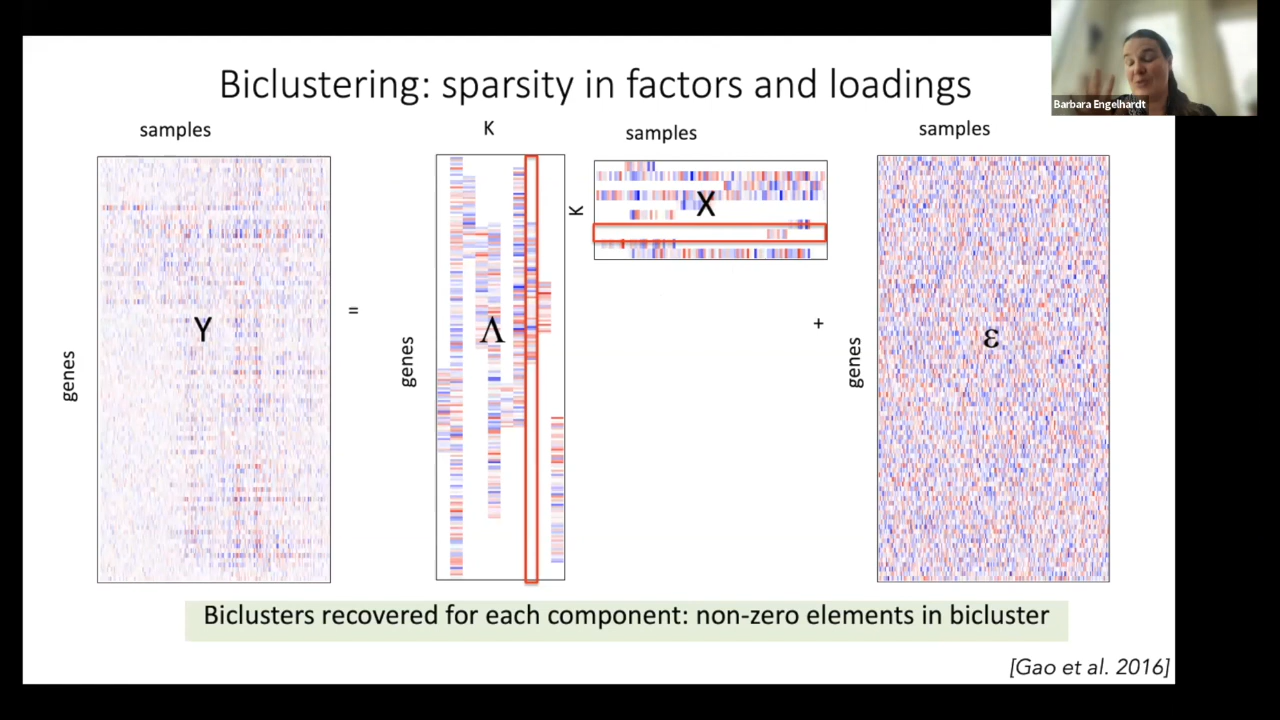 Biclustering: sparsity in factors and loadings
Barbara Engelhardt
samples
K
samples
samples
genes
Y
=
genes
Λ
K
X
+
genes
ε
Biclusters recovered for each component: non-zero elements in bicluster
[Gao et al. 2016]